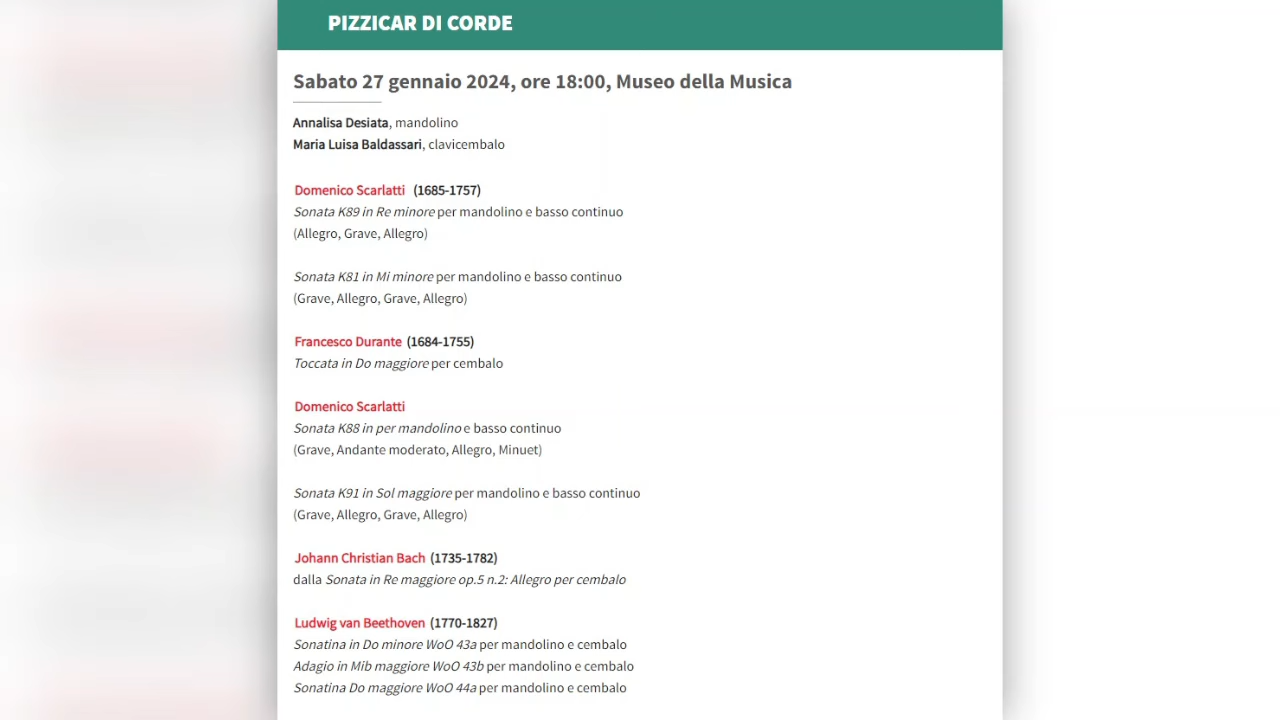 PIZZICAR DI CORDE
Sabato 27 gennaio 2024, ore 18:00, Museo della Musica
Annalisa Desiata, mandolino
Maria Luisa Baldassari, clavicembalo
Domenico Scarlatti (1685-1757)
Sonata K89 in Re minore per mandolino e basso continuo
(Allegro, Grave, Allegro)
Sonata K81 in Mi minore per mandolino e basso continuo
(Grave, Allegro, Grave, Allegro)
Francesco Durante (1684-1755)
Toccata in Do maggiore per cembalo
Domenico Scarlatti
Sonata K88 in per mandolino e basso continuo
(Grave, Andante moderato, Allegro, Minuet)
Sonata K91 in Sol maggiore per mandolino e basso continuo
(Grave, Allegro, Grave, Allegro)
Johann Christian Bach (1735-1782)
dalla Sonata in Re maggiore op.5 n.2: Allegro per cembalo
Ludwig van Beethoven (1770-1827)
Sonatina in Do minore WoO 43a per mandolino e cembalo
Adagio in Mib maggiore WoO 43b per mandolino e cembalo
Sonatina Do maggiore WoO 44a per mandolino e cembalo